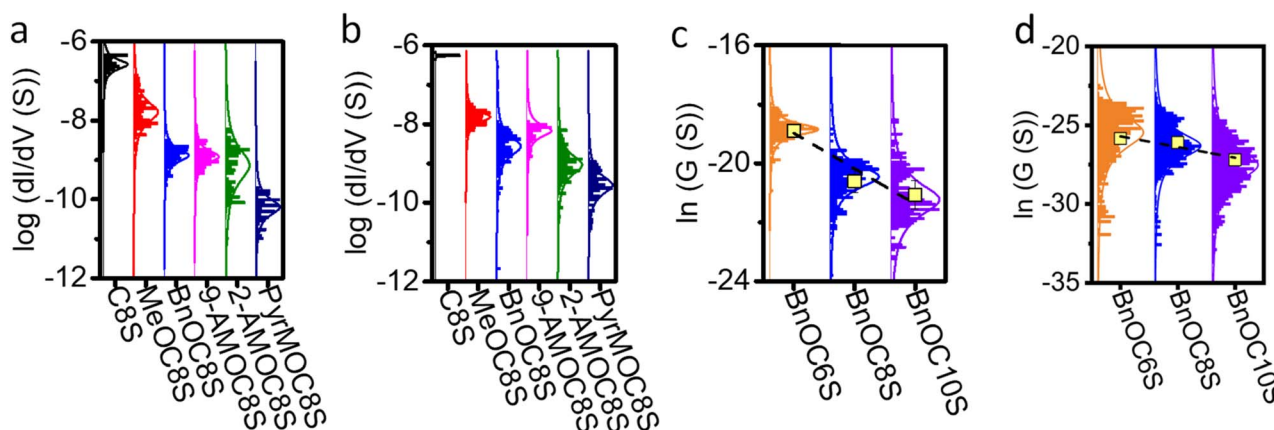 a
log (dI/dV (S))
-6
-8
-10
-12
C8S
MeOC8S
BnOC8S
9-AMOC8S
2-AMOC8S
PyrMOC8S
b
log (dI/dV (S))
-6
-8
-10
-12
C8S
MeOC8S
BnOC8S
9-AMOC8S
2-AMOC8S
PyrMOC8S
c
ln (G (S))
-16
-20
-24
BnOC6S
BnOC8S
BnOC10S
d
ln (G (S))
-20
-25
-30
-35
BnOC6S
BnOC8S
BnOC10S